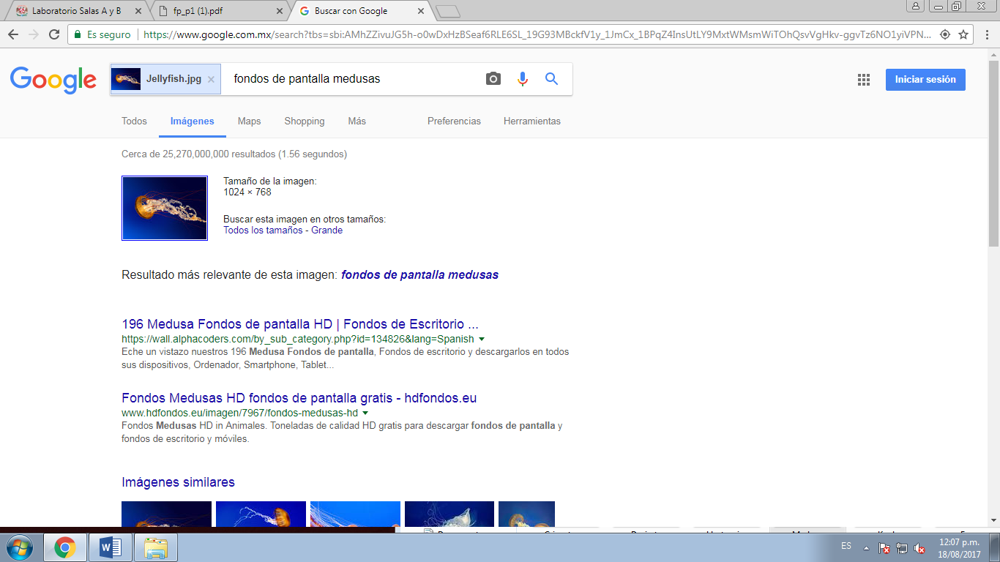 Laboratorio Salas A y B
fp_p1 (1).pdf
Buscar con Google
Es seguro
https://www.google.com.mx/search?tbs=sbi:AMhZZivuJG5h-o0wDxHzBSeaf6RLE6SL_19G93MBckfV1y_1JmCx_1BPqZ4InsUtLY9MxtWMsmWiTOhQsvVgHkv-ggvTz6NO1yiVPN...
Google
Jellyfish.jpg
fondos de pantalla medusas
Iniciar sesión
Todos
Imágenes
Maps
Shopping
Más
Preferencias
Herramientas
Cerca de 25,270,000,000 resultados (1.56 segundos)
Tamaño de la imagen:
1024 × 768
Buscar esta imagen en otros tamaños:
Todos los tamaños - Grande
Resultado más relevante de esta imagen: fondos de pantalla medusas
196 Medusa Fondos de pantalla HD | Fondos de Escritorio ...
https://wall.alphacoders.com/by_sub_category.php?id=134826&lang=Spanish
Eche un vistazo nuestros 196 Medusa Fondos de pantalla, Fondos de escritorio y descargarlos en todos
sus dispositivos, Ordenador, Smartphone, Tablet...
Fondos Medusas HD fondos de pantalla gratis - hdfondos.eu
www.hdfondos.eu/imagen/7967/fondos-medusas-hd
Fondos Medusas HD in Animales. Toneladas de calidad HD gratis para descargar fondos de pantalla y
fondos de escritorio y móviles.
Imágenes similares
ES
12:07 p.m.
18/08/2017